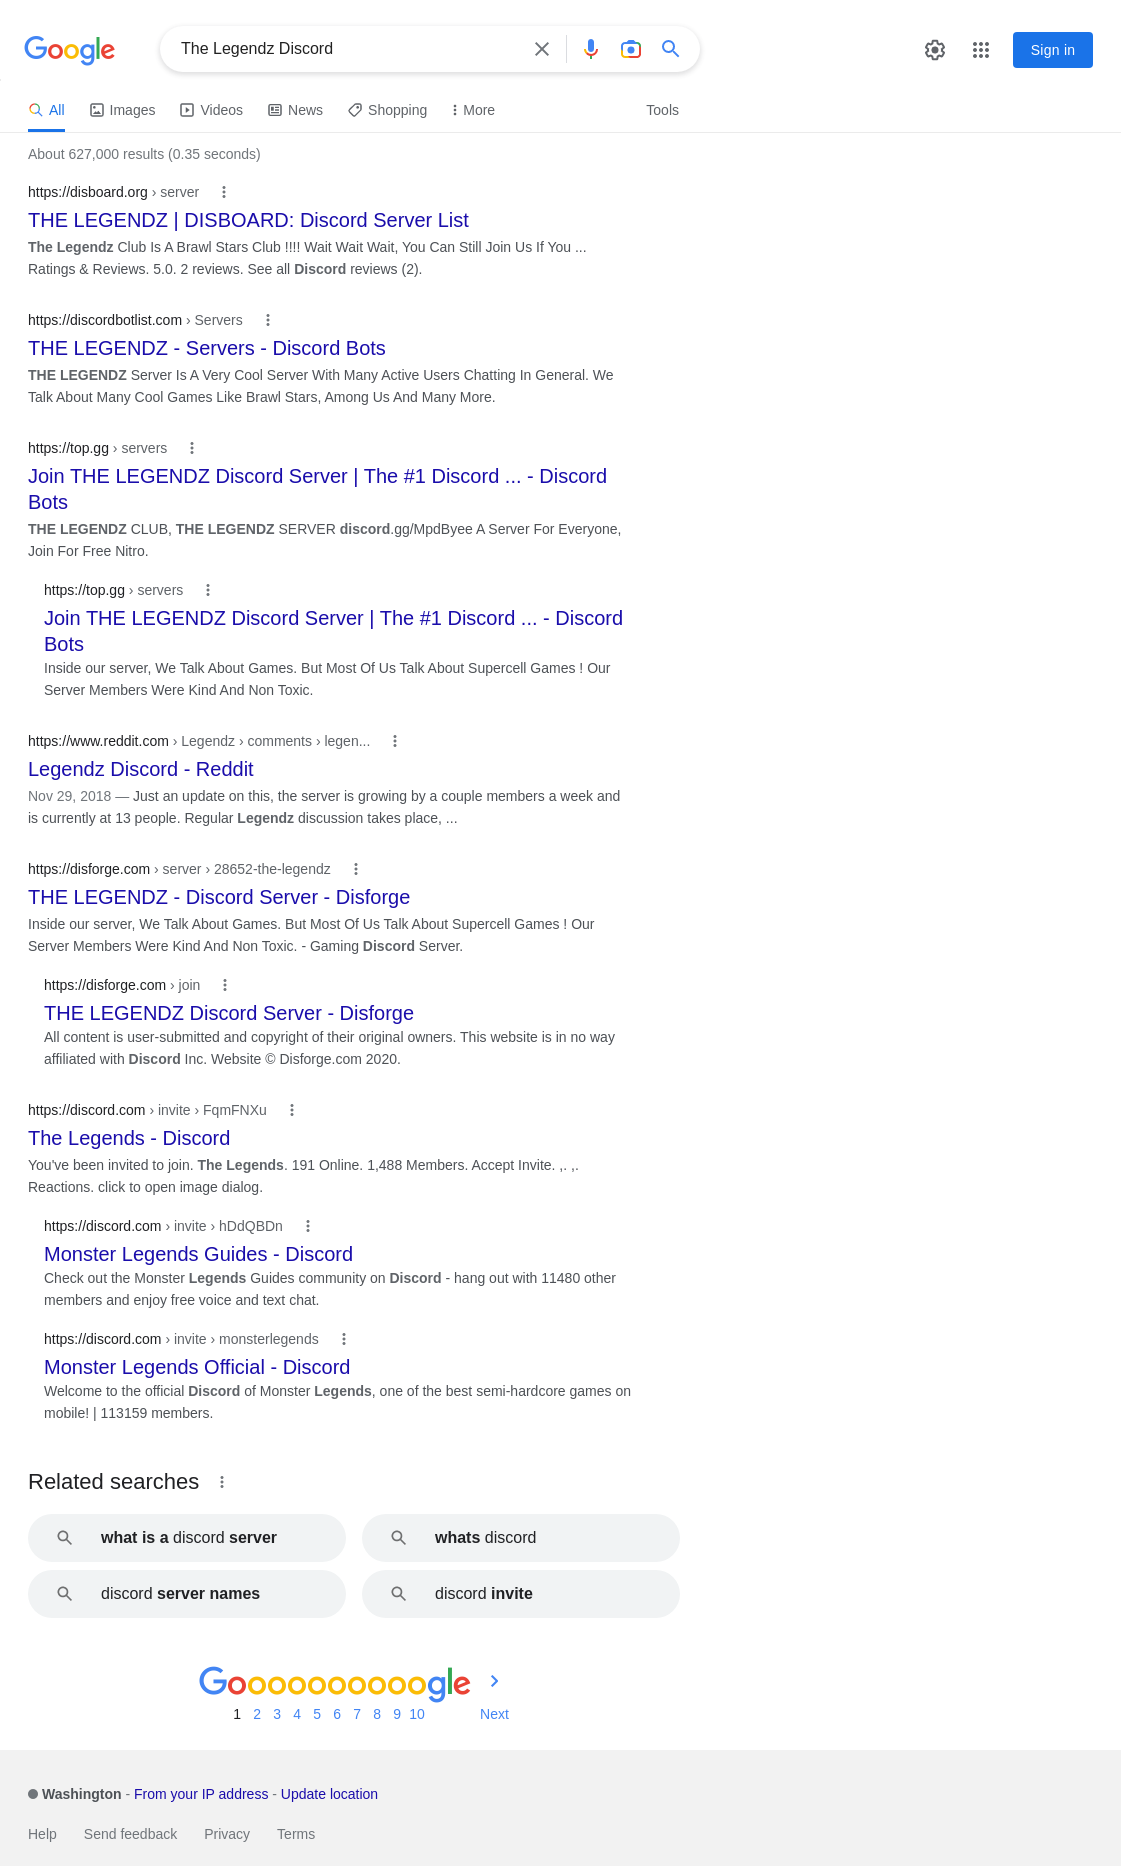 Google
The Legendz Discord
Sign in
All
Images
Videos
News
Shopping
More
Tools
About 627,000 results (0.35 seconds)
https://disboard.org › server
THE LEGENDZ | DISBOARD: Discord Server List
The Legendz Club Is A Brawl Stars Club !!!! Wait Wait Wait, You Can Still Join Us If You ...
Ratings & Reviews. 5.0. 2 reviews. See all Discord reviews (2).
https://discordbotlist.com › Servers
THE LEGENDZ - Servers - Discord Bots
THE LEGENDZ Server Is A Very Cool Server With Many Active Users Chatting In General. We
Talk About Many Cool Games Like Brawl Stars, Among Us And Many More.
https://top.gg › servers
Join THE LEGENDZ Discord Server | The #1 Discord ... - Discord
Bots
THE LEGENDZ CLUB, THE LEGENDZ SERVER discord.gg/MpdByee A Server For Everyone,
Join For Free Nitro.
https://top.gg › servers
Join THE LEGENDZ Discord Server | The #1 Discord ... - Discord
Bots
Inside our server, We Talk About Games. But Most Of Us Talk About Supercell Games ! Our
Server Members Were Kind And Non Toxic.
https://www.reddit.com › Legendz › comments › legen...
Legendz Discord - Reddit
Nov 29, 2018 — Just an update on this, the server is growing by a couple members a week and
is currently at 13 people. Regular Legendz discussion takes place, ...
https://disforge.com › server › 28652-the-legendz
THE LEGENDZ - Discord Server - Disforge
Inside our server, We Talk About Games. But Most Of Us Talk About Supercell Games ! Our
Server Members Were Kind And Non Toxic. - Gaming Discord Server.
https://disforge.com › join
THE LEGENDZ Discord Server - Disforge
All content is user-submitted and copyright of their original owners. This website is in no way
affiliated with Discord Inc. Website © Disforge.com 2020.
https://discord.com › invite › FqmFNXu
The Legends - Discord
You've been invited to join. The Legends. 191 Online. 1,488 Members. Accept Invite. ,. ,.
Reactions. click to open image dialog.
https://discord.com › invite › hDdQBDn
Monster Legends Guides - Discord
Check out the Monster Legends Guides community on Discord - hang out with 11480 other
members and enjoy free voice and text chat.
https://discord.com › invite › monsterlegends
Monster Legends Official - Discord
Welcome to the official Discord of Monster Legends, one of the best semi-hardcore games on
mobile! | 113159 members.
Related searches
what is a discord server
whats discord
discord server names
discord invite
Goooooooooogle
1 2 3 4 5 6 7 8 9 10 Next
Washington - From your IP address - Update location
Help Send feedback Privacy Terms